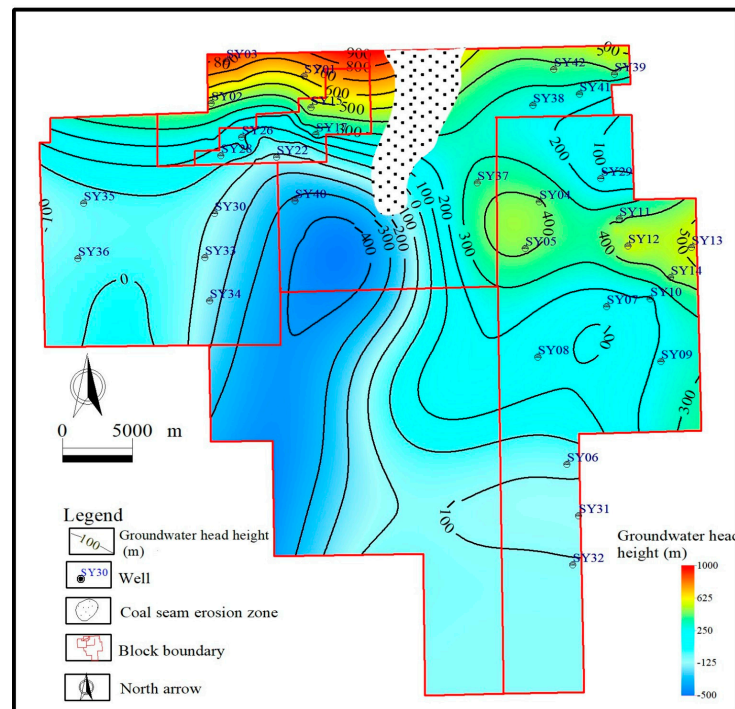 SY03
800
900
800
SY01
700
600
500
SY02
SY15
500
SY42
SY39
SY41
SY38
SY26
SY28
SY22
200
100
SY29
SY37
SY04
400
SY40
SY35
-100
SY30
100
0
200
300
SY11
400
SY12
500
SY13
SY05
SY36
SY33
-400
-300
SY14
SY10
SY07
0
SY34
SY08
100
SY09
300
0 5000 m
SY06
-100
SY31
SY32
Legend
100 Groundwater head height
(m)
SY30 Well
Coal seam erosion zone
Block boundary
North arrow
Groundwater head
height (m)
1000
625
250
-125
-500